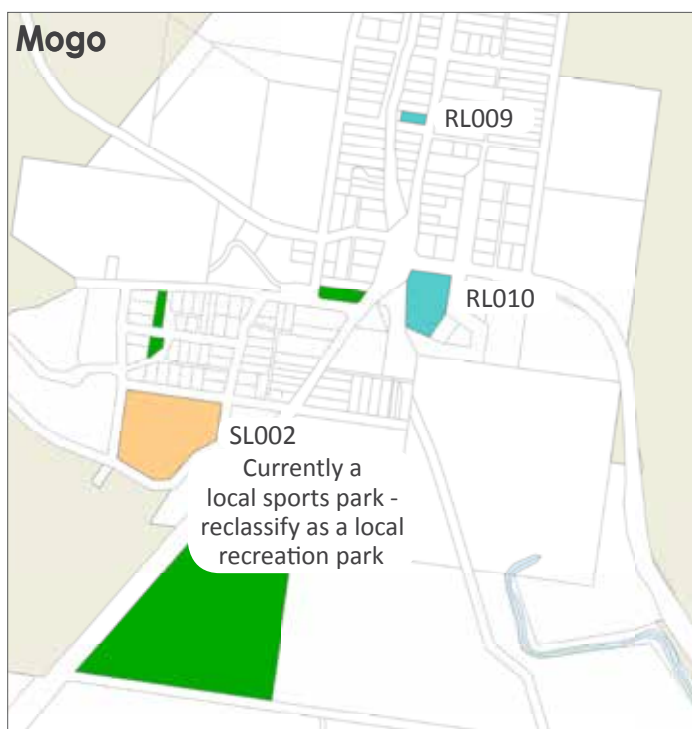 Mogo
RL009
RL010
SL002
Currently a
local sports park -
reclassify as a local
recreation park